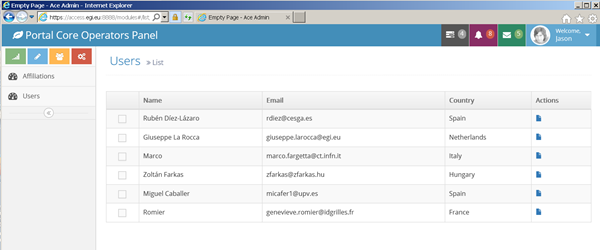 Empty Page - Ace Admin - Internet Explorer
https://access.egi.eu:8888/modules#/list
Empty Page - Ace Admin
Portal Core Operators Panel
4
8
5
Welcome,
Jason
Users » List
Affiliations
Users
Name Email Country Actions
Rubén Díez-Lázaro rdiez@cesga.es Spain
Giuseppe La Rocca giuseppe.larocca@egi.eu Netherlands
Marco marco.fargetta@ct.infn.it Italy
Zoltán Farkas zfarkas@zfarkas.hu Hungary
Miguel Caballer micafer1@upv.es Spain
Romier genevieve.romier@idgrilles.fr France